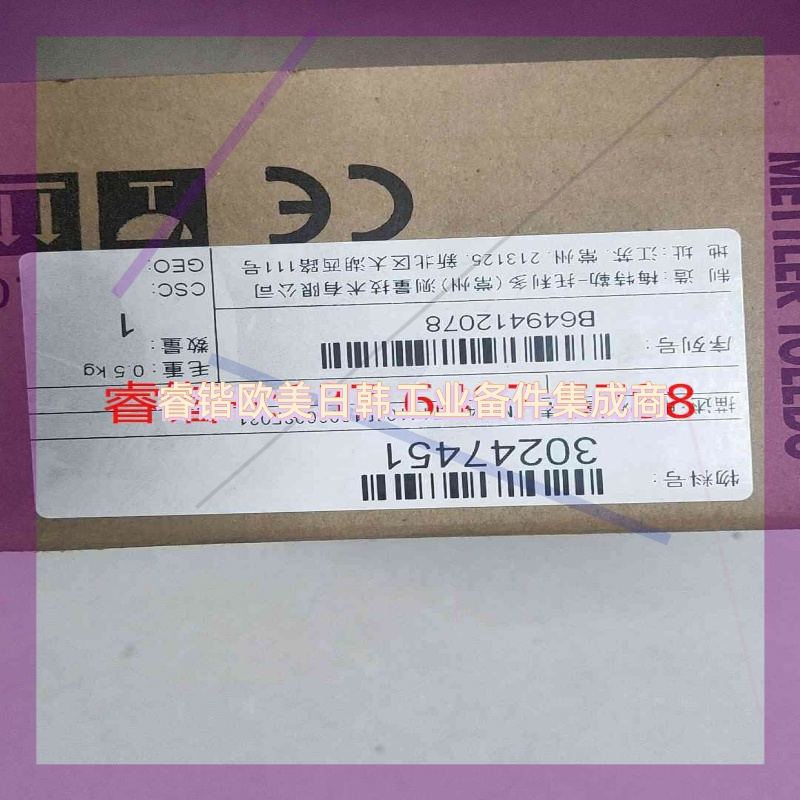 物料号:
30247451
描述:
序列号:
B649412078
毛重: 0.5 kg
数量: 1
制 造: 梅特勒-托利多(常州)测量技术有限公司
CSC:
地 址: 江苏. 常州. 213125. 新北区太湖西路111号
GEO:
METTLER TOLEDO
CE
睿锴欧美日韩工业备件集成商